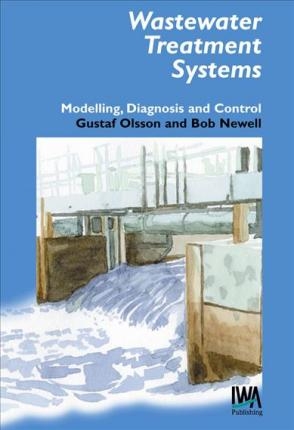 Wastewater
Treatment
Systems
Modelling, Diagnosis and Control
Gustaf Olsson and Bob Newell
IWA
Publishing